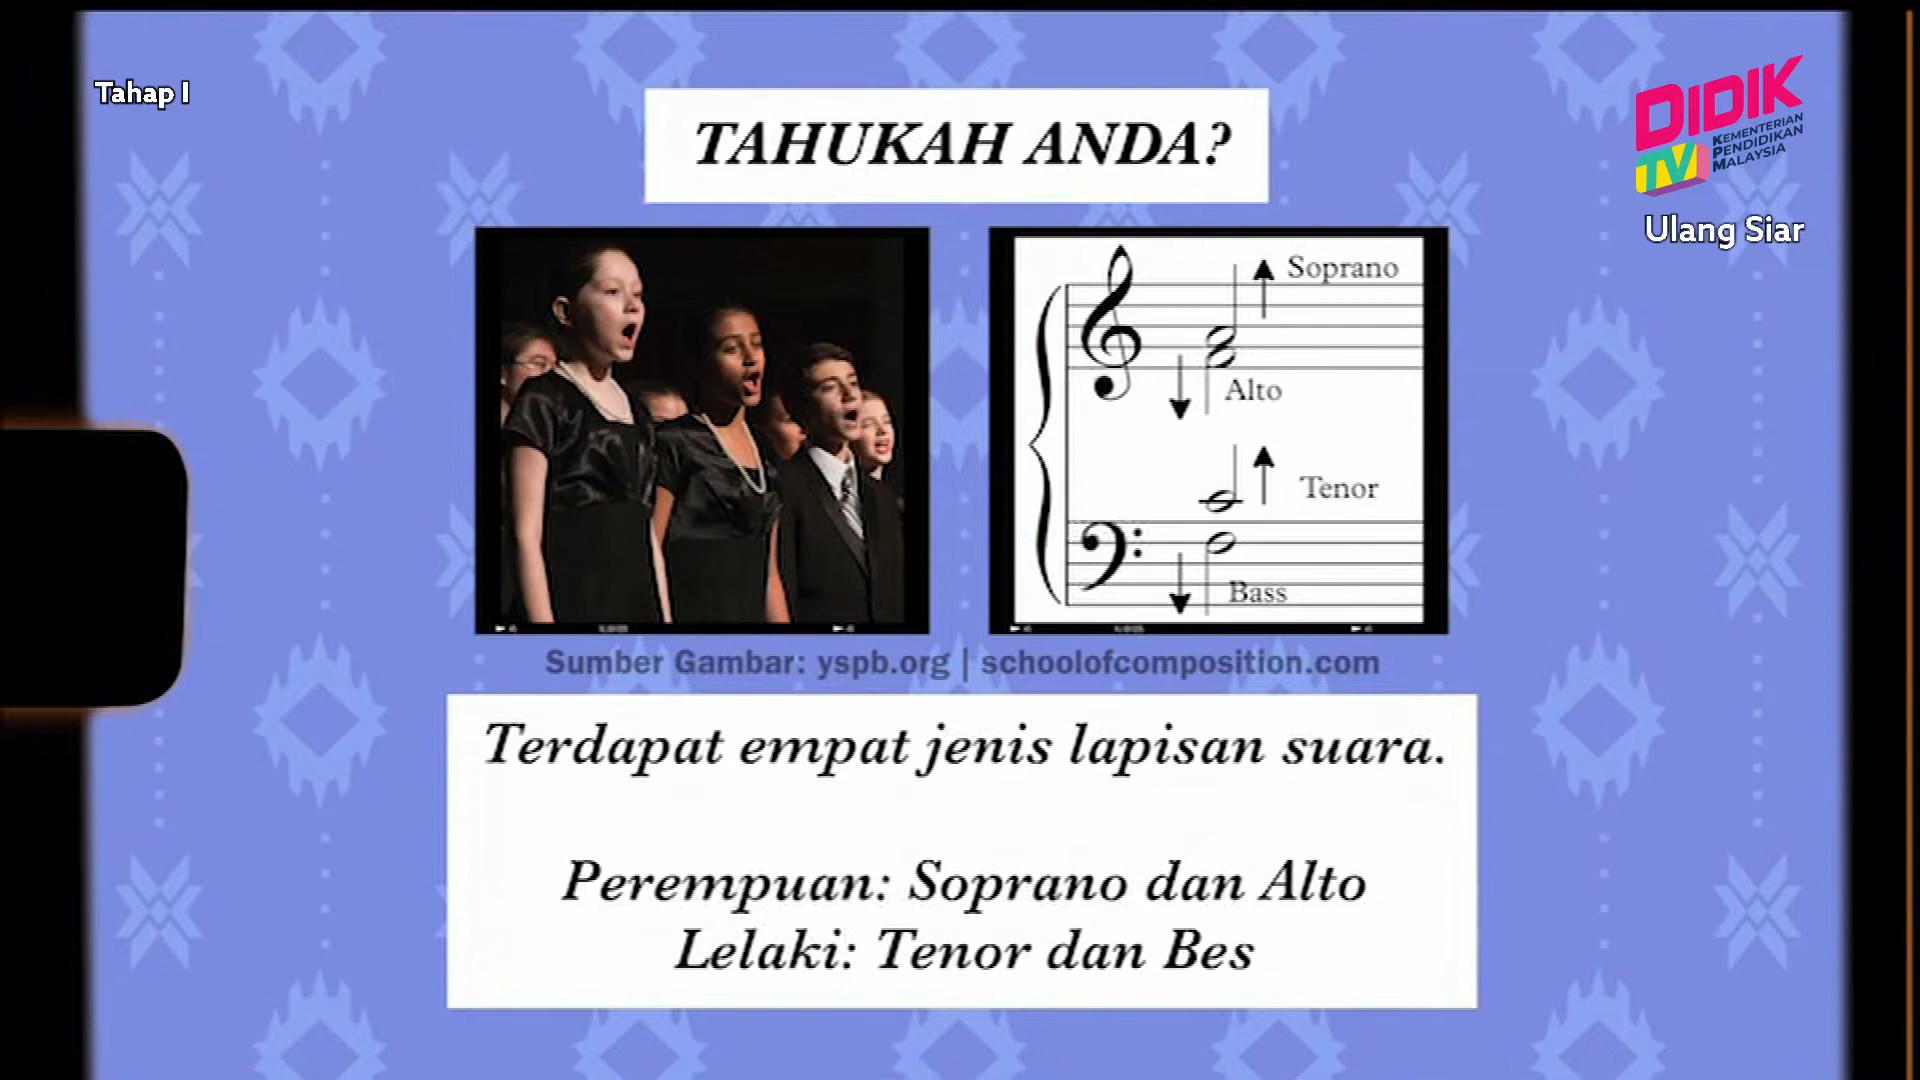 Tahap I
TAHUKAH ANDA?
DIDIK
TV
KEMENTERIAN
PENDIDIKAN
MALAYSIA
Ulang Siar
Soprano
Alto
Tenor
Bass
Sumber Gambar: yspb.org | schoolofcomposition.com
Terdapat empat jenis lapisan suara.
Perempuan: Soprano dan Alto
Lelaki: Tenor dan Bes